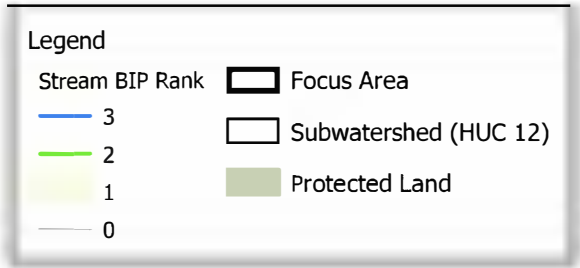 Legend
Stream BIP Rank
3
2
1
0
Focus Area
Subwatershed (HUC 12)
Protected Land